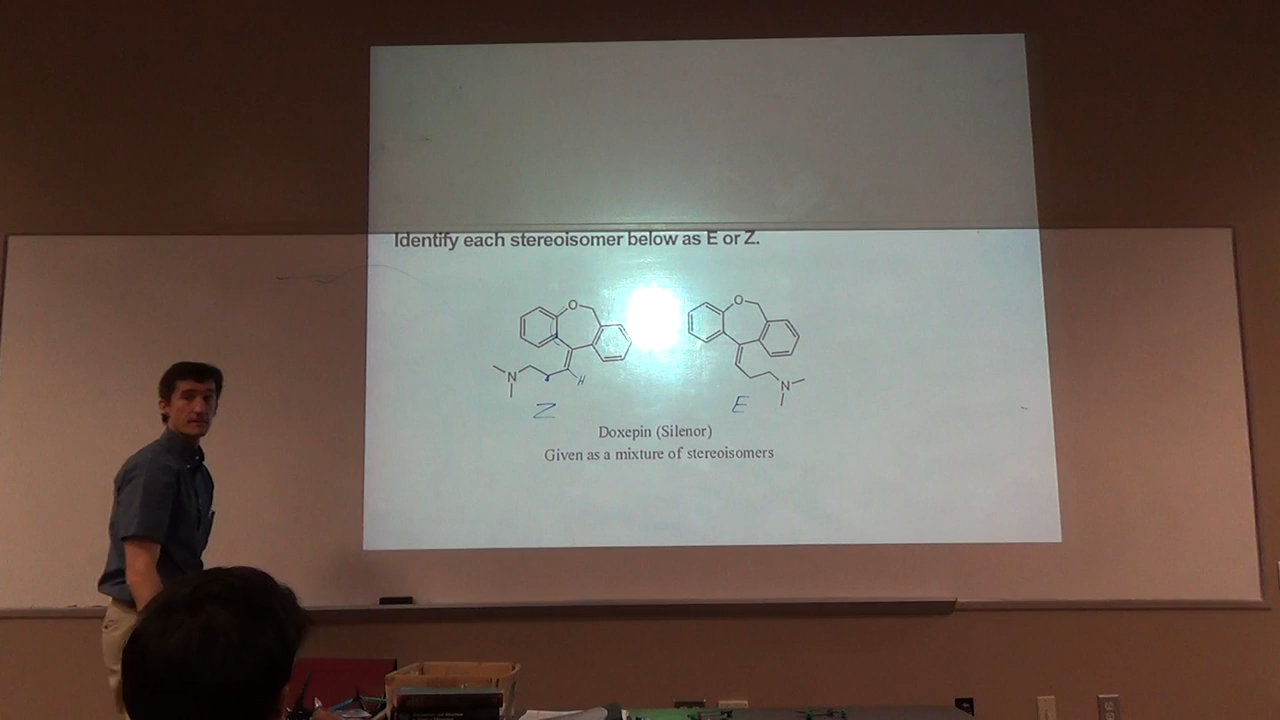 Identify each stereoisomer below as E or Z.
O O
N H N
Z E
Doxepin (Silenor)
Given as a mixture of stereoisomers